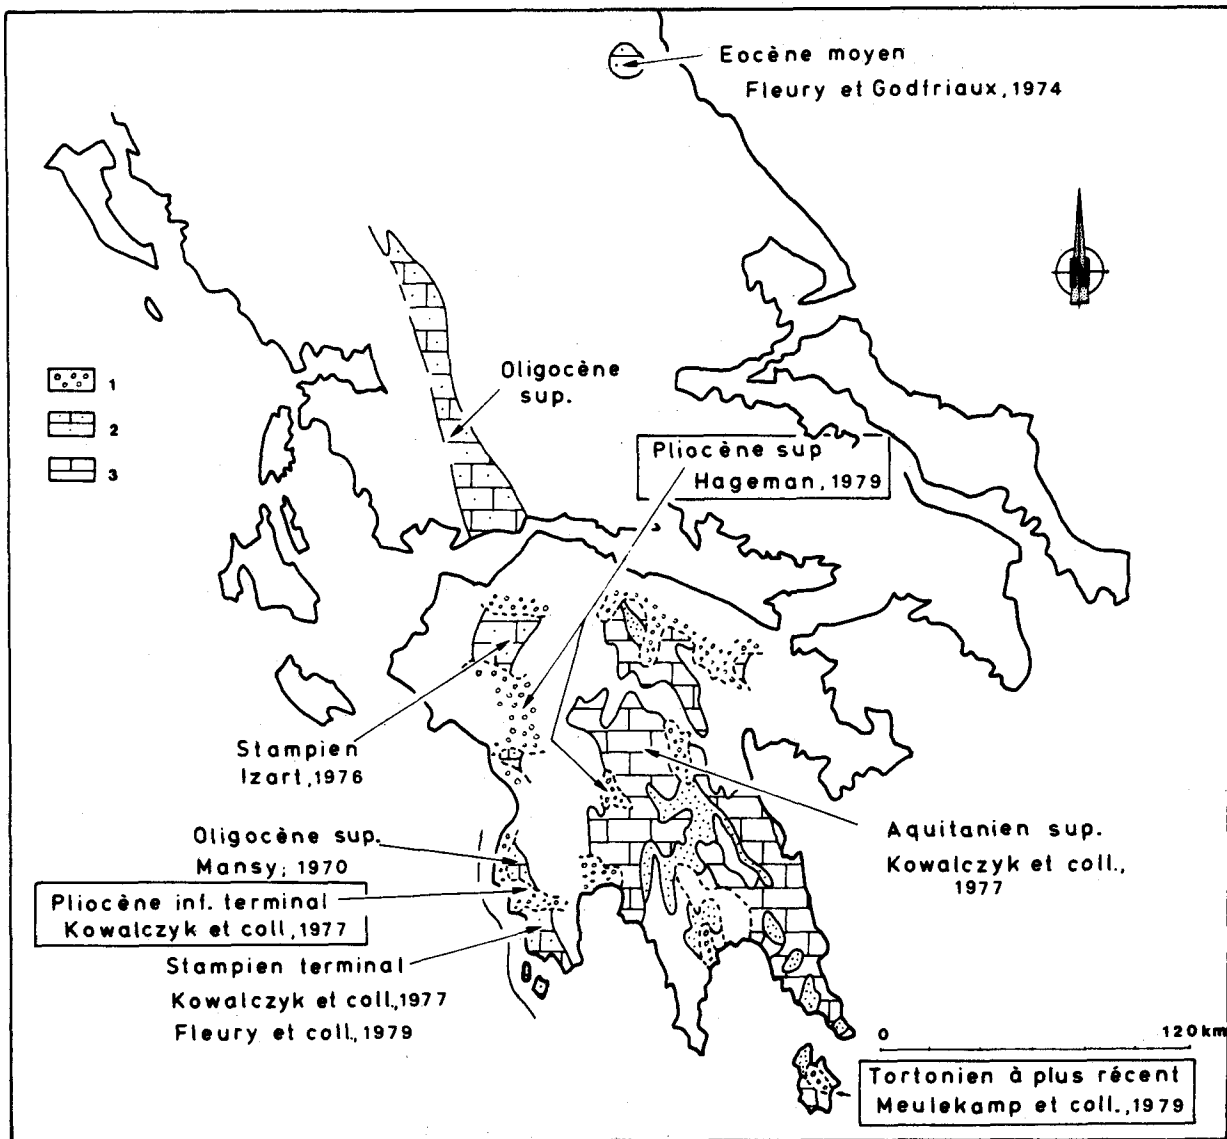 Eocène moyen
Fleury et Godfriaux, 1974
Oligocène
sup.
1
2
3
Pliocène sup
Hageman, 1979
Stampien
Izart, 1976
Oligocène sup.
Mansy; 1970
Pliocène inf. terminal
Kowalczyk et coll, 1977
Stampien terminal
Kowalczyk et coll., 1977
Fleury et coll., 1979
Aquitanien sup.
Kowalczyk et coll.,
1977
0 120 km
Tortonien à plus récent
Meulekamp et coll., 1979